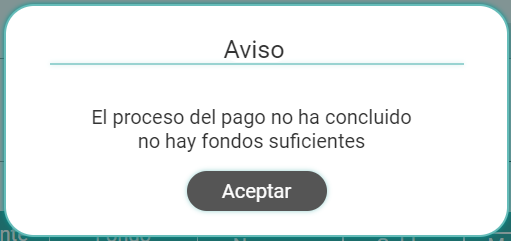 Aviso
El proceso del pago no ha concluido
no hay fondos suficientes
Aceptar